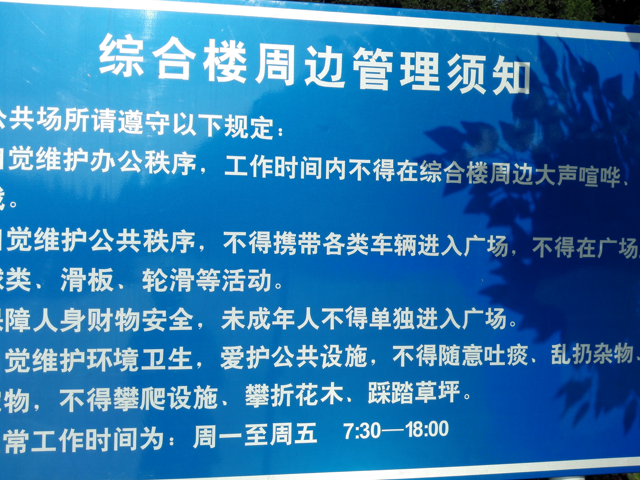 综合楼周边管理须知
公共场所请遵守以下规定：
自觉维护办公秩序，工作时间内不得在综合楼周边大声喧哗、
。
自觉维护公共秩序，不得携带各类车辆进入广场，不得在广场
球类、滑板、轮滑等活动。
保障人身财物安全，未成年人不得单独进入广场。
自觉维护环境卫生，爱护公共设施，不得随意吐痰、乱扔杂物、
物，不得攀爬设施、攀折花木、踩踏草坪。
常工作时间为：周一至周五 7:30—18:00